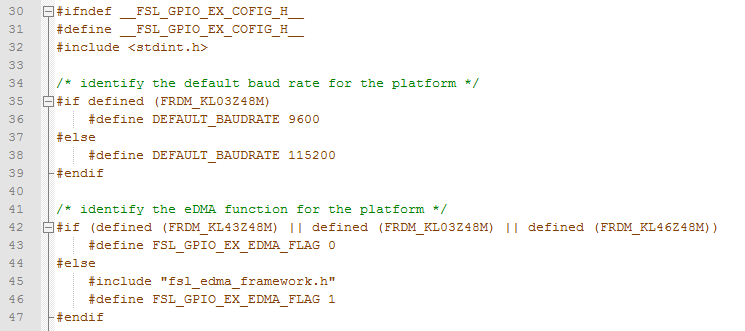 30 #ifndef __FSL_GPIO_EX_COFIG_H__
31 #define __FSL_GPIO_EX_COFIG_H__
32 #include <stdint.h>
33
34 /* identify the default baud rate for the platform */
35 #if defined (FRDM_KL03Z48M)
36 #define DEFAULT_BAUDRATE 9600
37 #else
38 #define DEFAULT_BAUDRATE 115200
39 #endif
40
41 /* identify the eDMA function for the platform */
42 #if (defined (FRDM_KL43Z48M) || defined (FRDM_KL03Z48M) || defined (FRDM_KL46Z48M))
43 #define FSL_GPIO_EX_EDMA_FLAG 0
44 #else
45 #include "fsl_edma_framework.h"
46 #define FSL_GPIO_EX_EDMA_FLAG 1
47 #endif